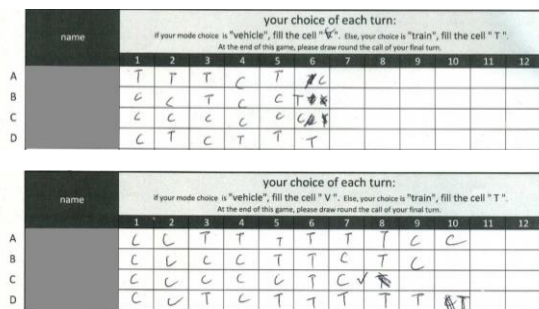 name your choice of each turn:
if your mode choice is "vehicle", fill the cell " ". Else, your choice is "train", fill the cell " T ".
At the end of this game, please draw round the call of your final turn.
1 2 3 4 5 6 7 8 9 10 11 12
A T T T C T C
B C C T C C T
C C C C C C C
D C T C T T T
name your choice of each turn:
if your mode choice is "vehicle", fill the cell " V ". Else, your choice is "train", fill the cell " T ".
At the end of this game, please draw round the call of your final turn.
1 2 3 4 5 6 7 8 9 10 11 12
A C C T T T T T T C C
B C C C C T T C T C
C C C C C C T C
D C C T C T T T T T T